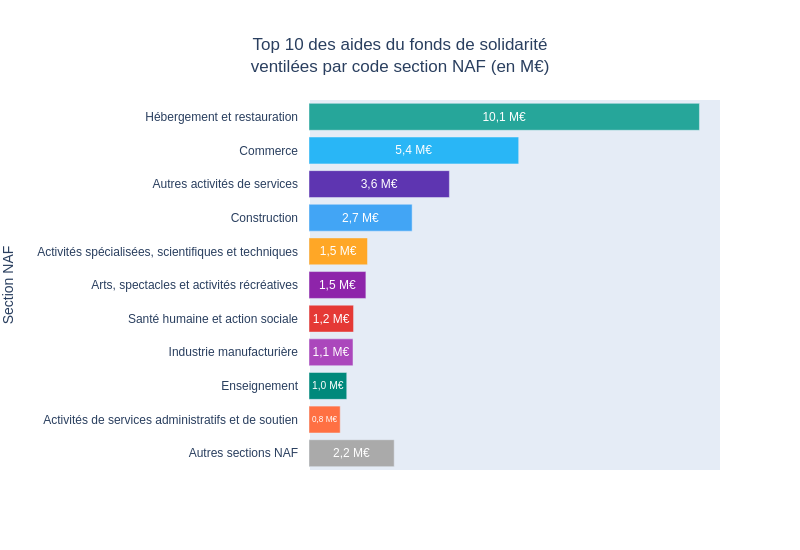 Top 10 des aides du fonds de solidarité
ventilées par code section NAF (en M€)
Section NAF
Hébergement et restauration 10,1 M€
Commerce 5,4 M€
Autres activités de services 3,6 M€
Construction 2,7 M€
Activités spécialisées, scientifiques et techniques 1,5 M€
Arts, spectacles et activités récréatives 1,5 M€
Santé humaine et action sociale 1,2 M€
Industrie manufacturière 1,1 M€
Enseignement 1,0 M€
Activités de services administratifs et de soutien 0,8 M€
Autres sections NAF 2,2 M€